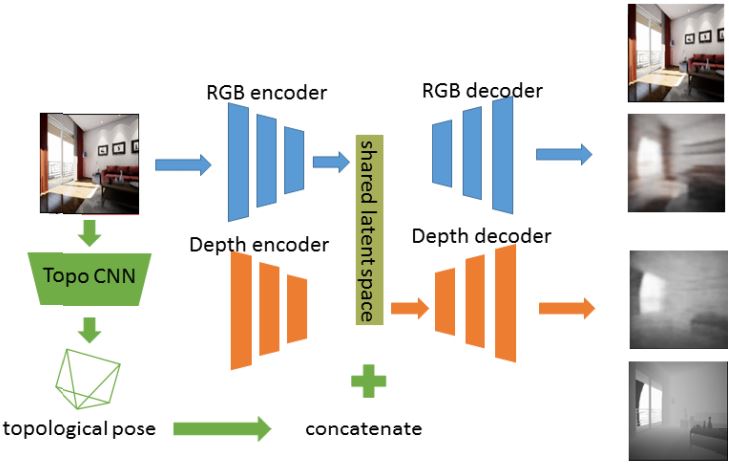 RGB encoder
RGB decoder
shared latent space
Depth encoder
Depth decoder
Topo CNN
topological pose
concatenate